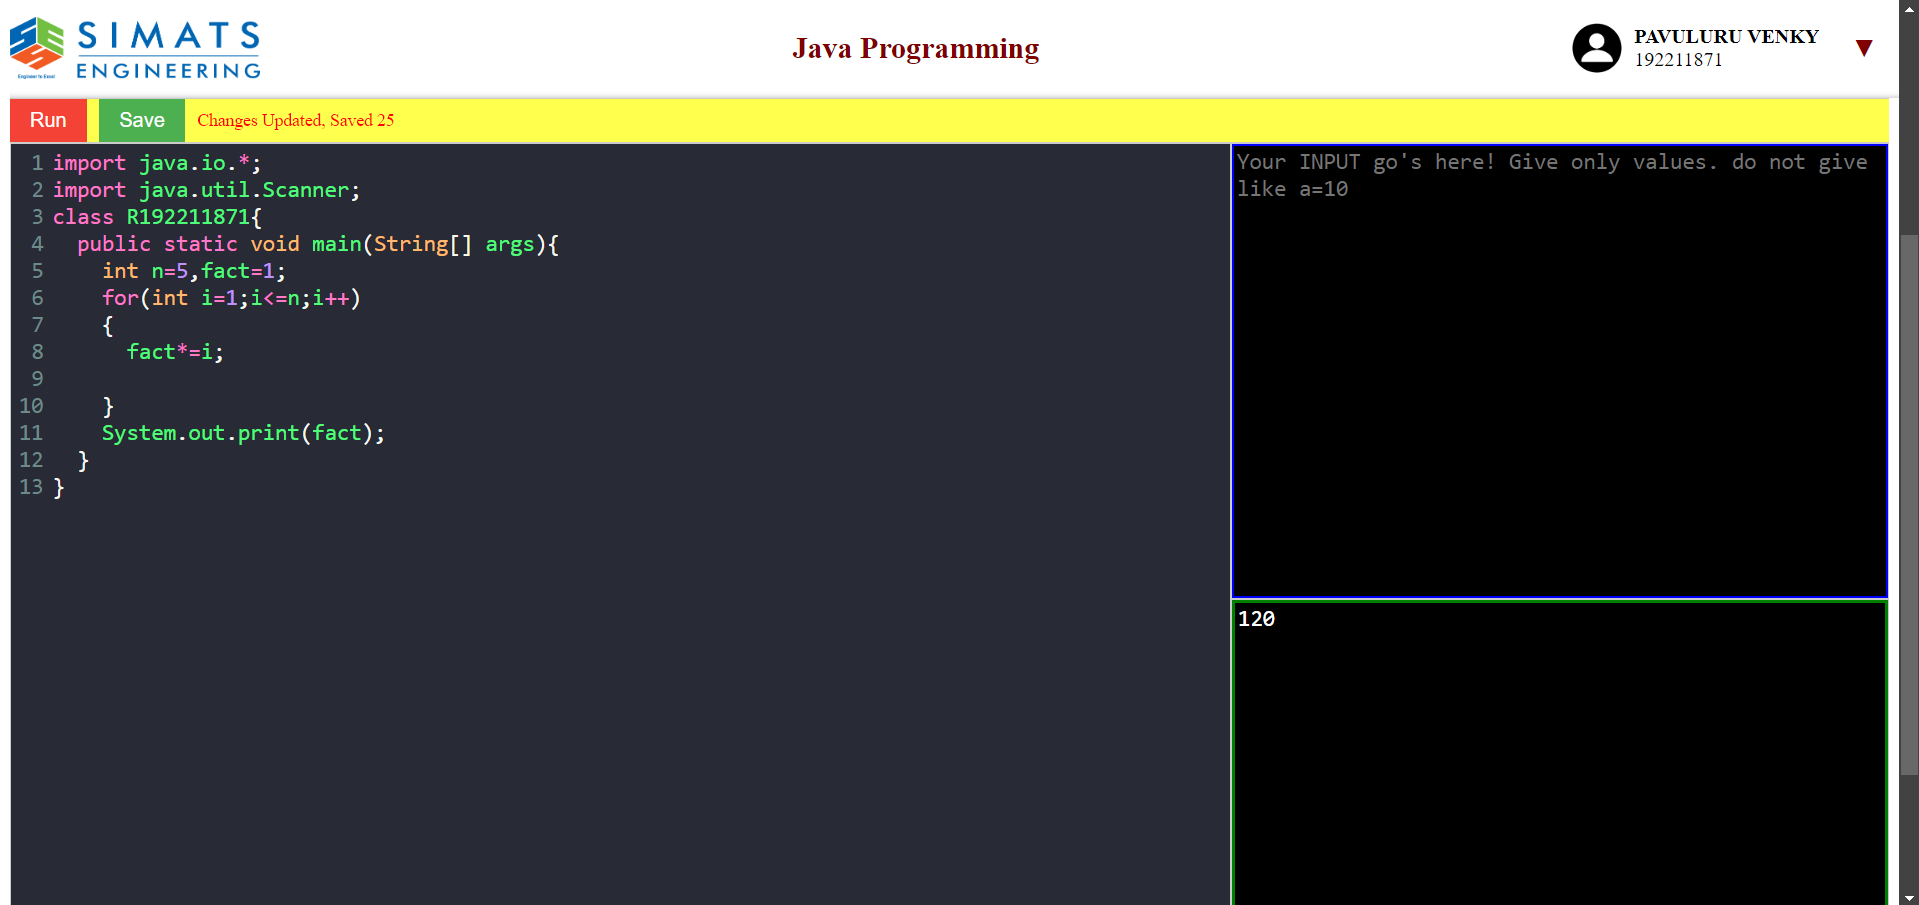 SIMATS
ENGINEERING
Engineer to Excel
Java Programming
PAVULURU VENKY
192211871
▼
Run
Save
Changes Updated, Saved 25
1 import java.io.*;
2 import java.util.Scanner;
3 class R192211871{
4   public static void main(String[] args){
5     int n=5,fact=1;
6     for(int i=1;i<=n;i++)
7     {
8       fact*=i;
9
10     }
11     System.out.print(fact);
12   }
13 }
Your INPUT go's here! Give only values. do not give
like a=10
120